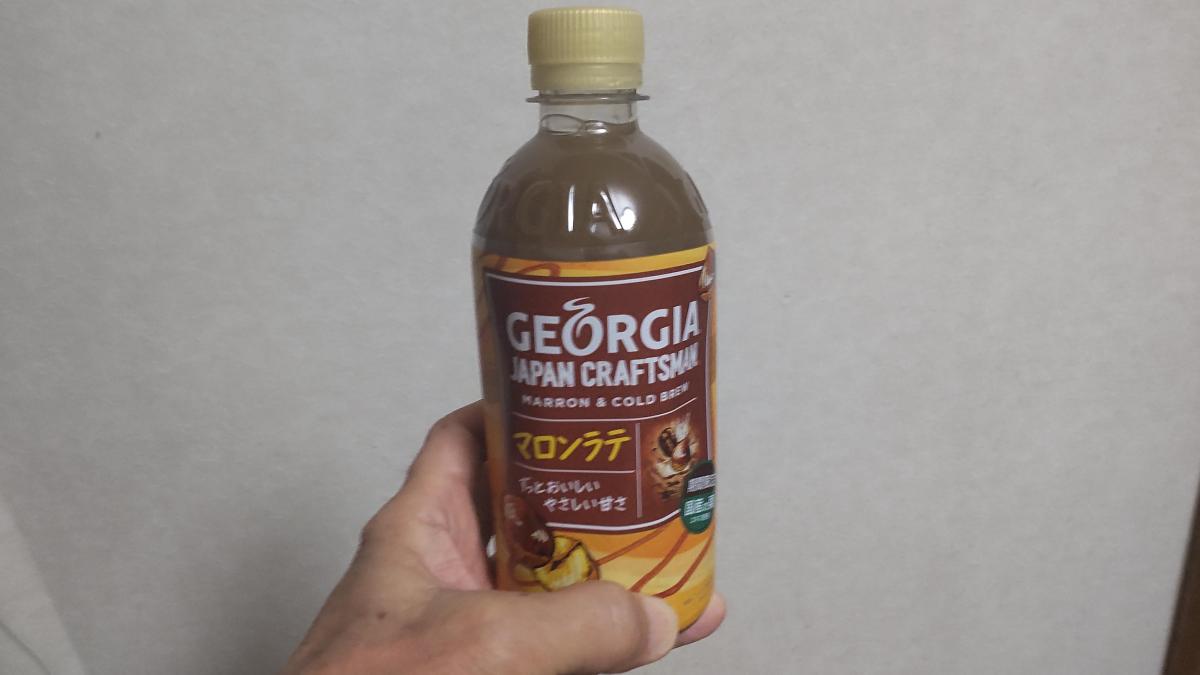 GEORGIA
JAPAN CRAFTSMAN
MARRON & COLD BREW
マロンラテ
ずっとおいしい
やさしい甘さ